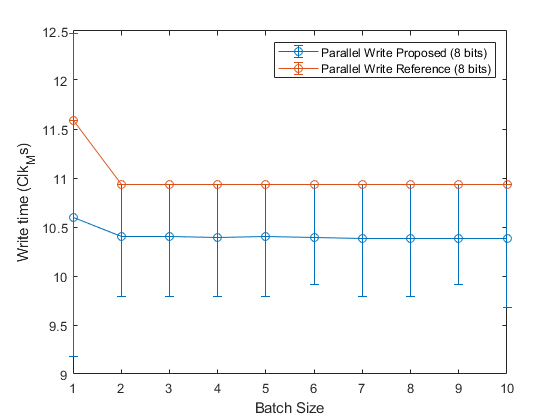 Parallel Write Proposed (8 bits)
Parallel Write Reference (8 bits)
Write time (Clk_Ms)
12.5
12
11.5
11
10.5
10
9.5
9
1 2 3 4 5 6 7 8 9 10
Batch Size